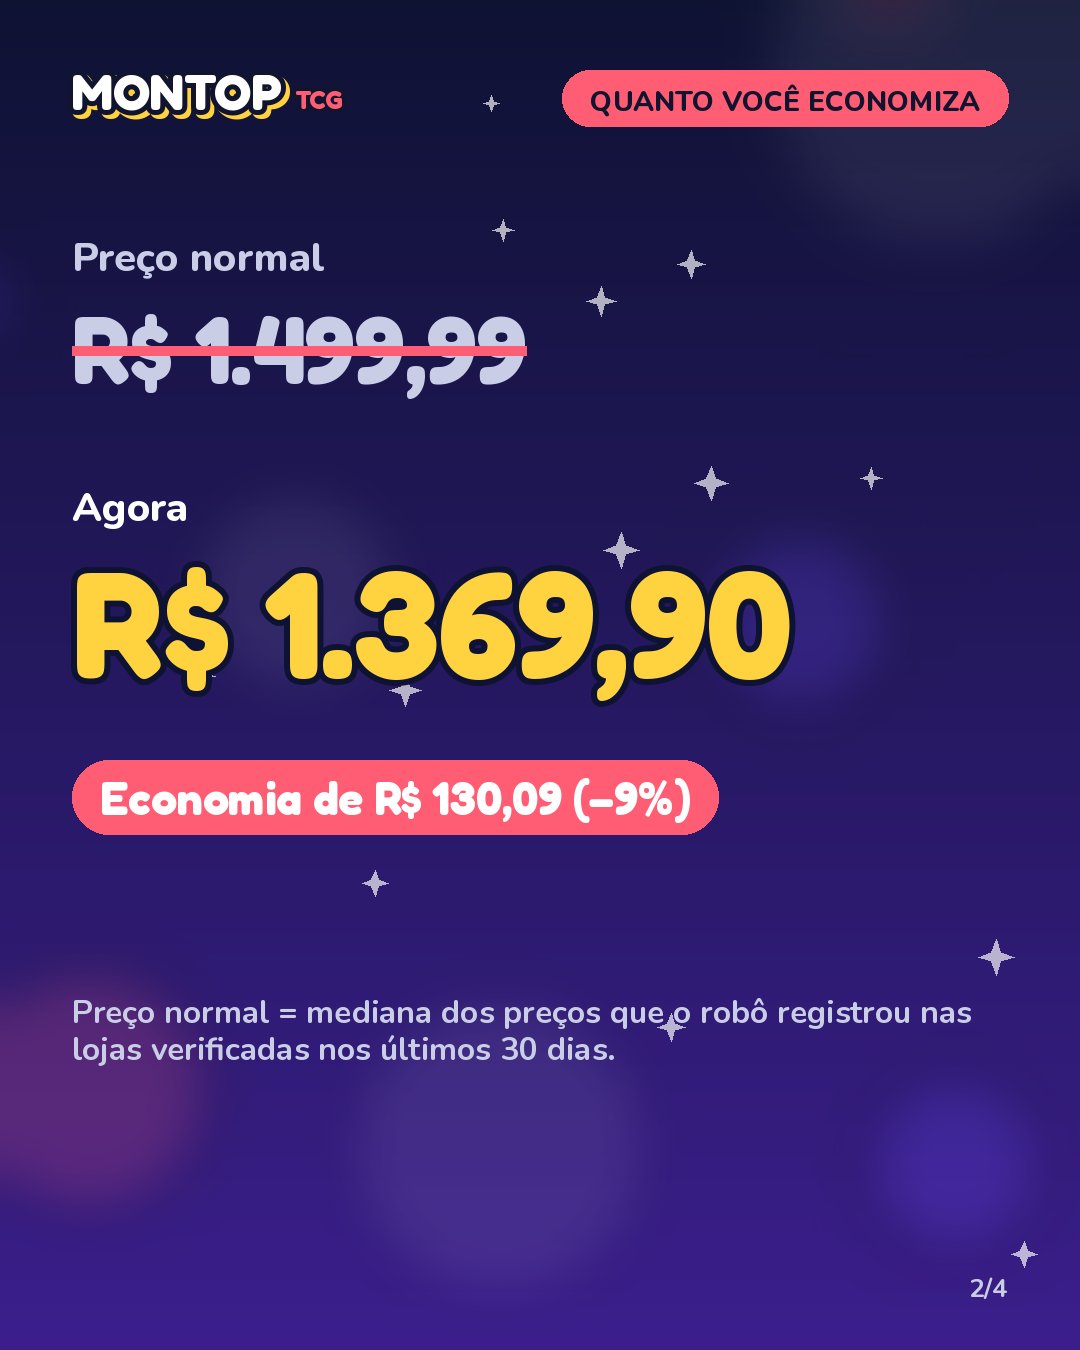 MONTOP TCG
QUANTO VOCÊ ECONOMIZA
Preço normal
R$ 1.499,99
Agora
R$ 1.369,90
Economia de R$ 130,09 (–9%)
Preço normal = mediana dos preços que o robô registrou nas
lojas verificadas nos últimos 30 dias.
2/4